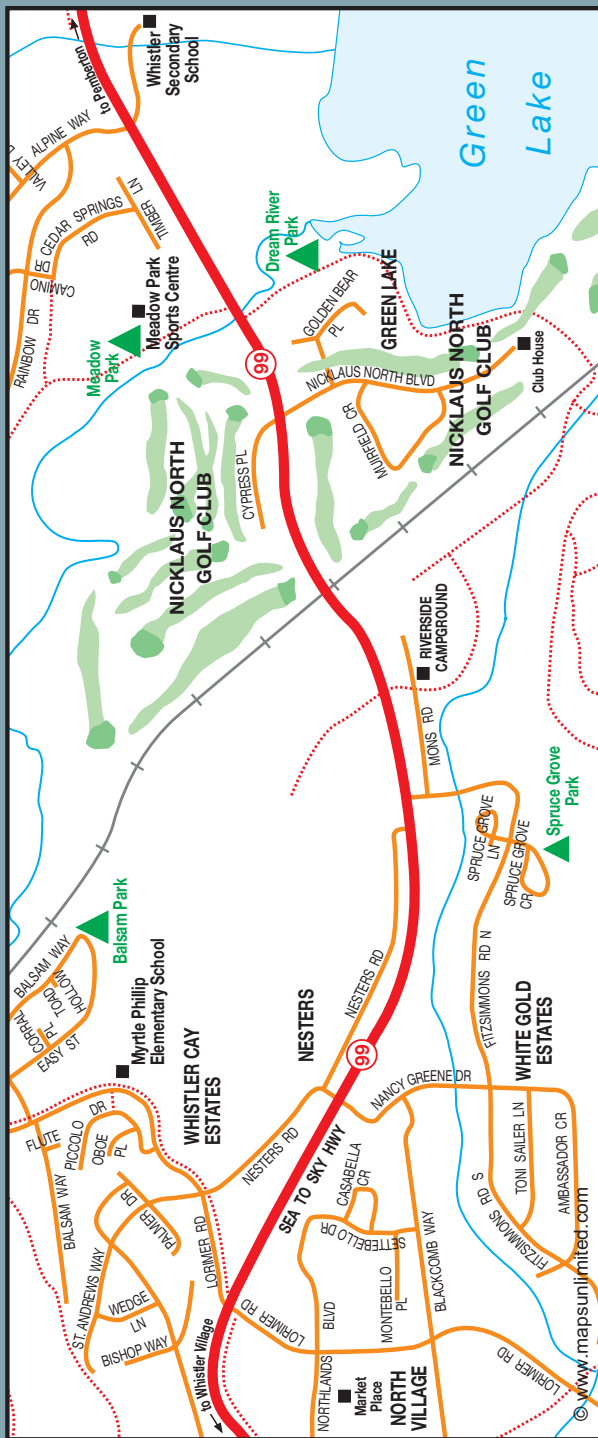 to Pemberton
Whistler
Secondary
School
VALLEY
ALPINE WAY
CEDAR SPRINGS
RD
TIMBER LN
CAMINO
DR
RAINBOW DR
Meadow
Park
Meadow Park
Sports Centre
Green
Lake
Dream River
Park
GOLDEN BEAR
PL
GREEN LAKE
99
NICKLAUS NORTH BLVD
NICKLAUS NORTH
GOLF CLUB
Club House
MUIRFIELD CR
CYPRESS PL
NICKLAUS NORTH
GOLF CLUB
RIVERSIDE
CAMPGROUND
MONS RD
SPRUCE GROVE
LN
SPRUCE GROVE
CR
Spruce Grove
Park
Balsam Park
BALSAM WAY
CORRAL
PL
TOAD
HOLLOW
EASY ST
Myrtle Phillip
Elementary School
NESTERS RD
NESTERS
FITZSIMMONS RD N
WHITE GOLD
ESTATES
99
NANCY GREENE DR
WHISTLER CAY
ESTATES
FLUTE
PICCOLO
DR
OBOE
PL
BALSAM WAY
PALMER DR
NESTERS RD
SEA TO SKY HWY
CASABELLA
CR
SETTEBELLO DR
TONI SAILER LN
AMBASSADOR CR
FITZSIMMONS RD S
LORIMER RD
ST. ANDREWS WAY
WEDGE
LN
BISHOP WAY
MONTEBELLO
PL
BLACKCOMB WAY
LORIMER RD
NORTHLANDS
BLVD
to Whistler Village
Market
Place
NORTH
VILLAGE
LORIMER RD
© www.mapsunlimited.com